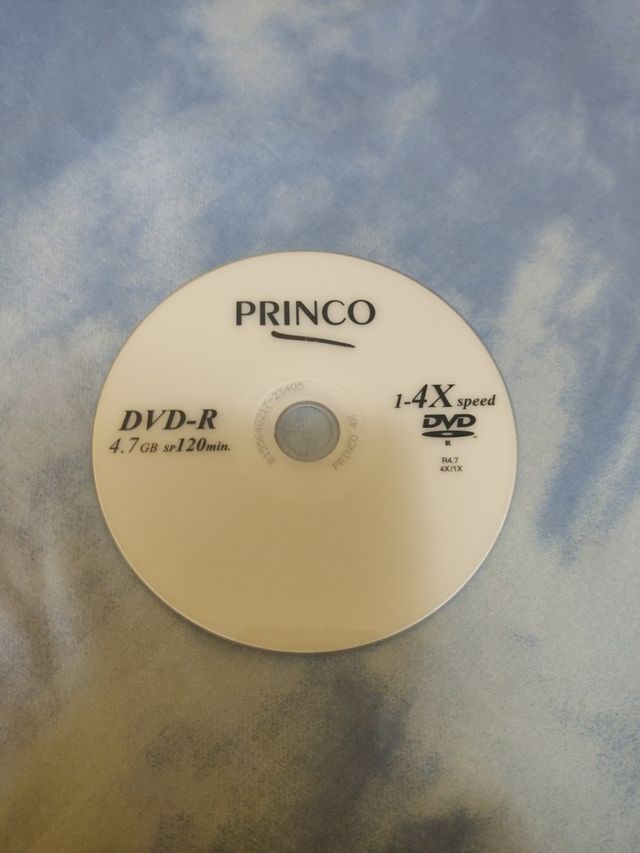 PRINCO
DVD-R
4.7GB SP120min.
1-4X speed
DVD
R
R4.7
4X/1X
PRINCO 4X